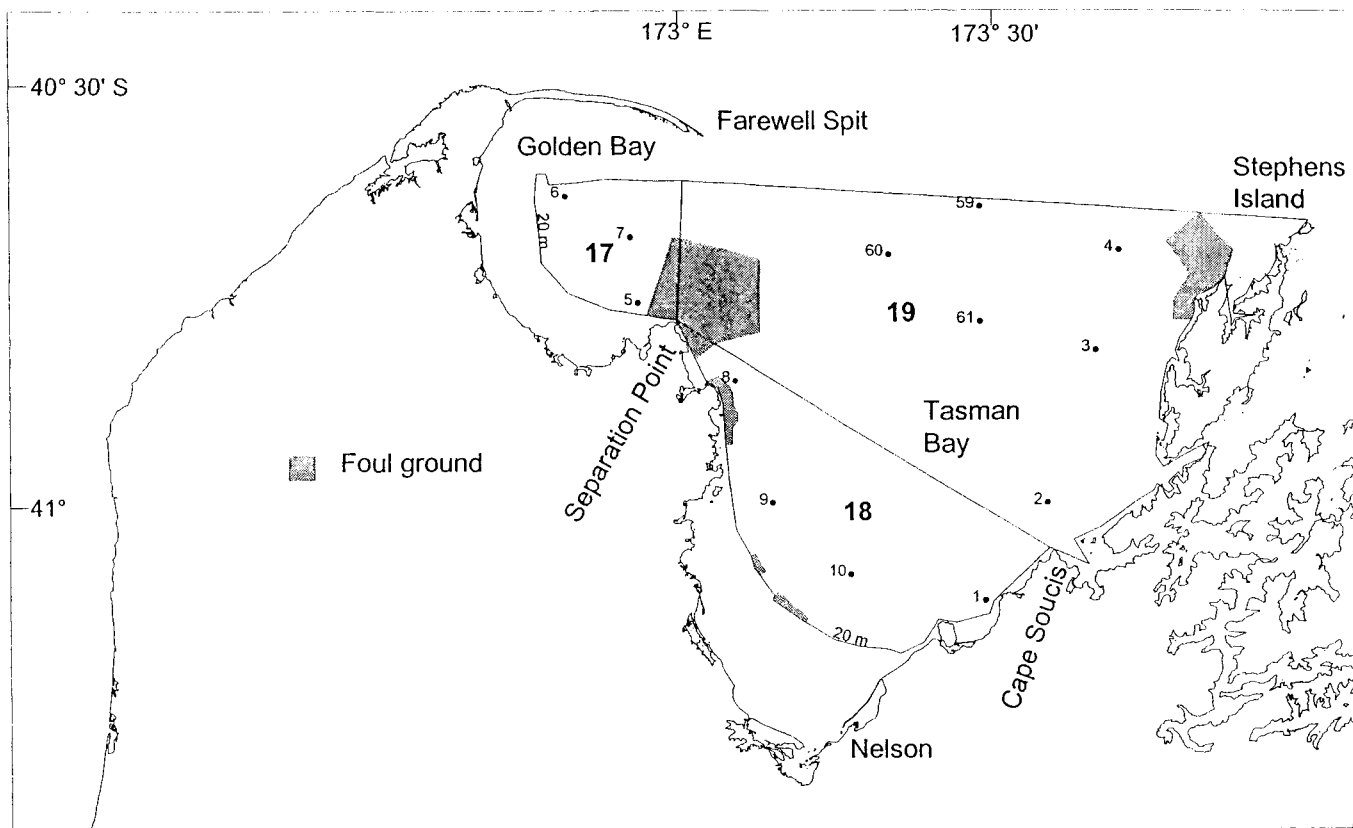 173° E
173° 30'
40° 30' S
Farewell Spit
Golden Bay
Stephens
Island
6
59
20 m
7
17
60
4
5
19
61
3
Separation Point
8
Tasman
Bay
Foul ground
9
18
2
41°
10
1
20 m
Cape Soucis
Nelson